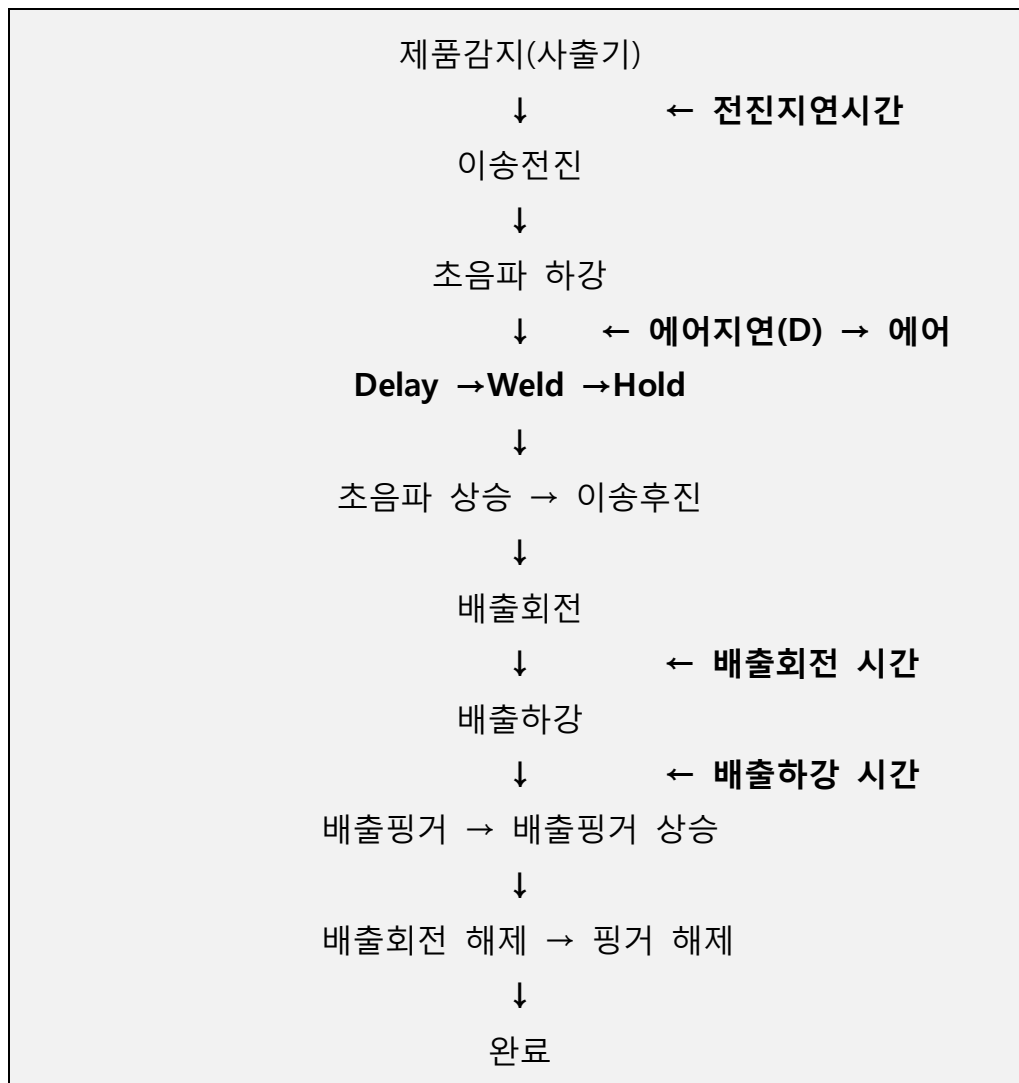 제품감지(사출기)
↓ ← 전진지연시간
이송전진
↓
초음파 하강
↓ ← 에어지연(D) → 에어
Delay →Weld →Hold
↓
초음파 상승 → 이송후진
↓
배출회전
↓ ← 배출회전 시간
배출하강
↓ ← 배출하강 시간
배출핑거 → 배출핑거 상승
↓
배출회전 해제 → 핑거 해제
↓
완료